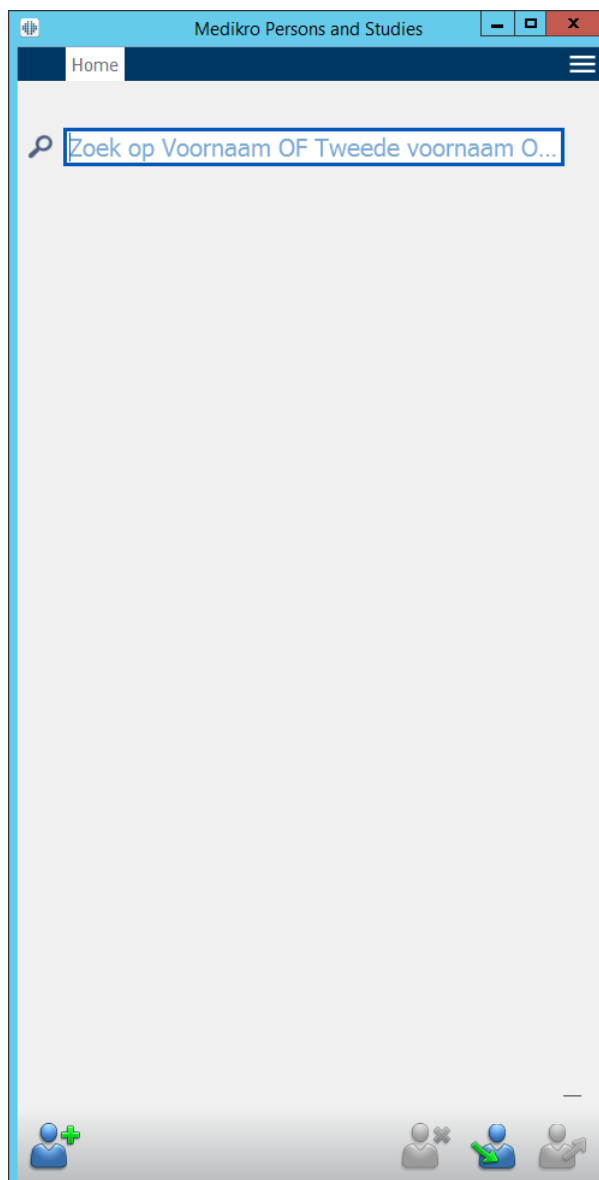 Medikro Persons and Studies
Home
Zoek op Voornaam OF Tweede voornaam O...